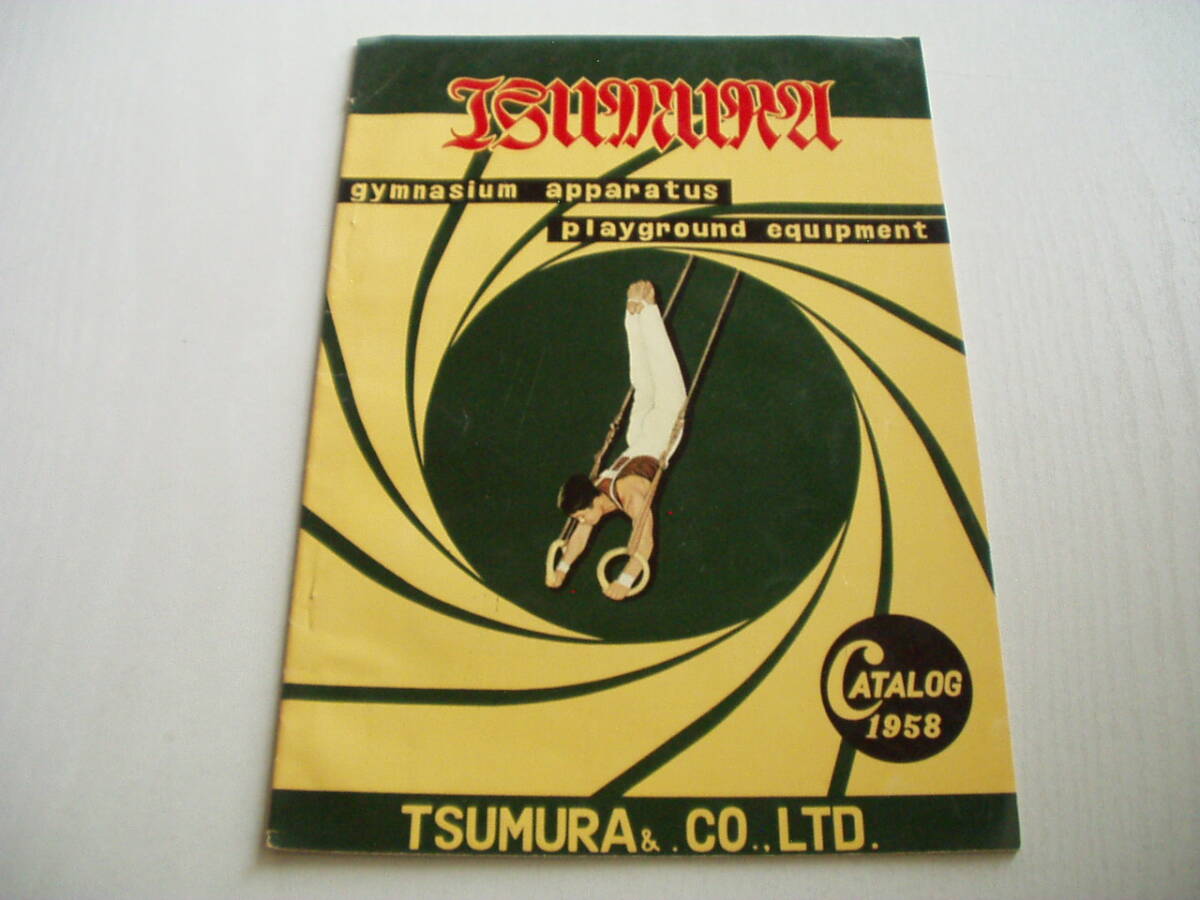 TSUMURA
gymnasium apparatus
playground equipment
CATALOG
1958
TSUMURA & . CO., LTD.